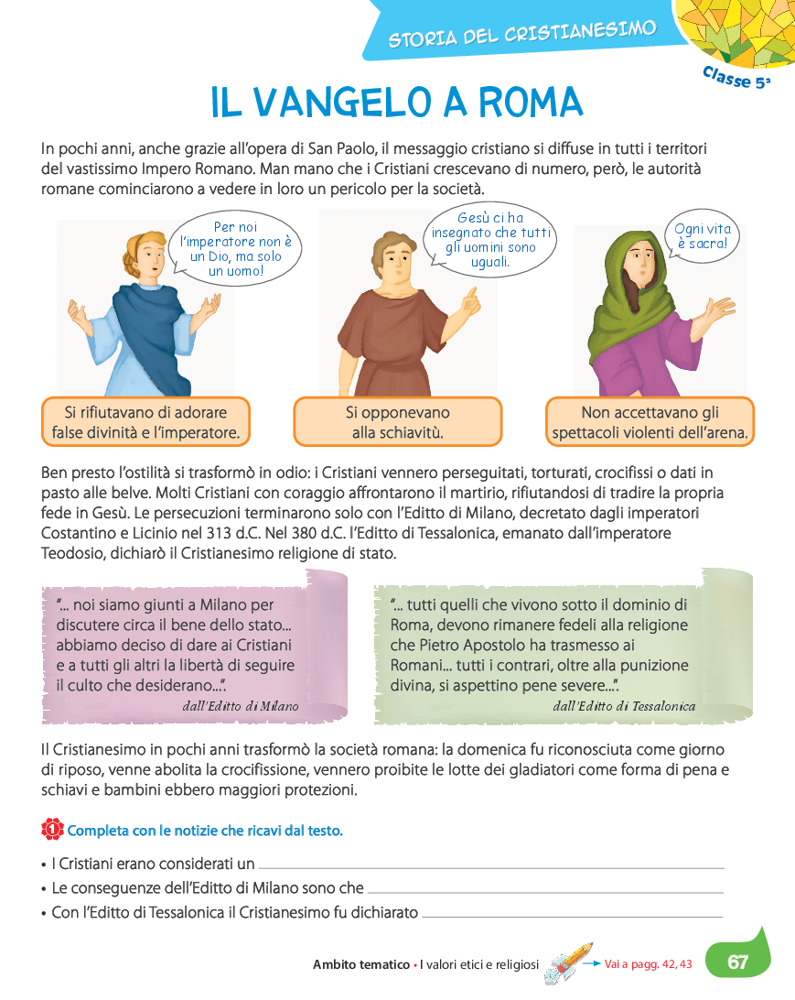 STORIA DEL CRISTIANESIMO
Classe 5ª
IL VANGELO A ROMA
In pochi anni, anche grazie all'opera di San Paolo, il messaggio cristiano si diffuse in tutti i territori
del vastissimo Impero Romano. Man mano che i Cristiani crescevano di numero, però, le autorità
romane cominciarono a vedere in loro un pericolo per la società.
Per noi
l'imperatore non è
un Dio, ma solo
un uomo!
Gesù ci ha
insegnato che tutti
gli uomini sono
uguali.
Ogni vita
è sacra!
Si rifiutavano di adorare
false divinità e l'imperatore.
Si opponevano
alla schiavitù.
Non accettavano gli
spettacoli violenti dell'arena.
Ben presto l'ostilità si trasformò in odio: i Cristiani vennero perseguitati, torturati, crocifissi o dati in
pasto alle belve. Molti Cristiani con coraggio affrontarono il martirio, rifiutandosi di tradire la propria
fede in Gesù. Le persecuzioni terminarono solo con l'Editto di Milano, decretato dagli imperatori
Costantino e Licinio nel 313 d.C. Nel 380 d.C. l'Editto di Tessalonica, emanato dall'imperatore
Teodosio, dichiarò il Cristianesimo religione di stato.
"... noi siamo giunti a Milano per
discutere circa il bene dello stato...
abbiamo deciso di dare ai Cristiani
e a tutti gli altri la libertà di seguire
il culto che desiderano...".
dall'Editto di Milano
"... tutti quelli che vivono sotto il dominio di
Roma, devono rimanere fedeli alla religione
che Pietro Apostolo ha trasmesso ai
Romani... tutti i contrari, oltre alla punizione
divina, si aspettino pene severe...".
dall'Editto di Tessalonica
Il Cristianesimo in pochi anni trasformò la società romana: la domenica fu riconosciuta come giorno
di riposo, venne abolita la crocifissione, vennero proibite le lotte dei gladiatori come forma di pena e
schiavi e bambini ebbero maggiori protezioni.
1 Completa con le notizie che ricavi dal testo.
• I Cristiani erano considerati un
• Le conseguenze dell'Editto di Milano sono che
• Con l'Editto di Tessalonica il Cristianesimo fu dichiarato
Ambito tematico • I valori etici e religiosi
Vai a pagg. 42, 43
67